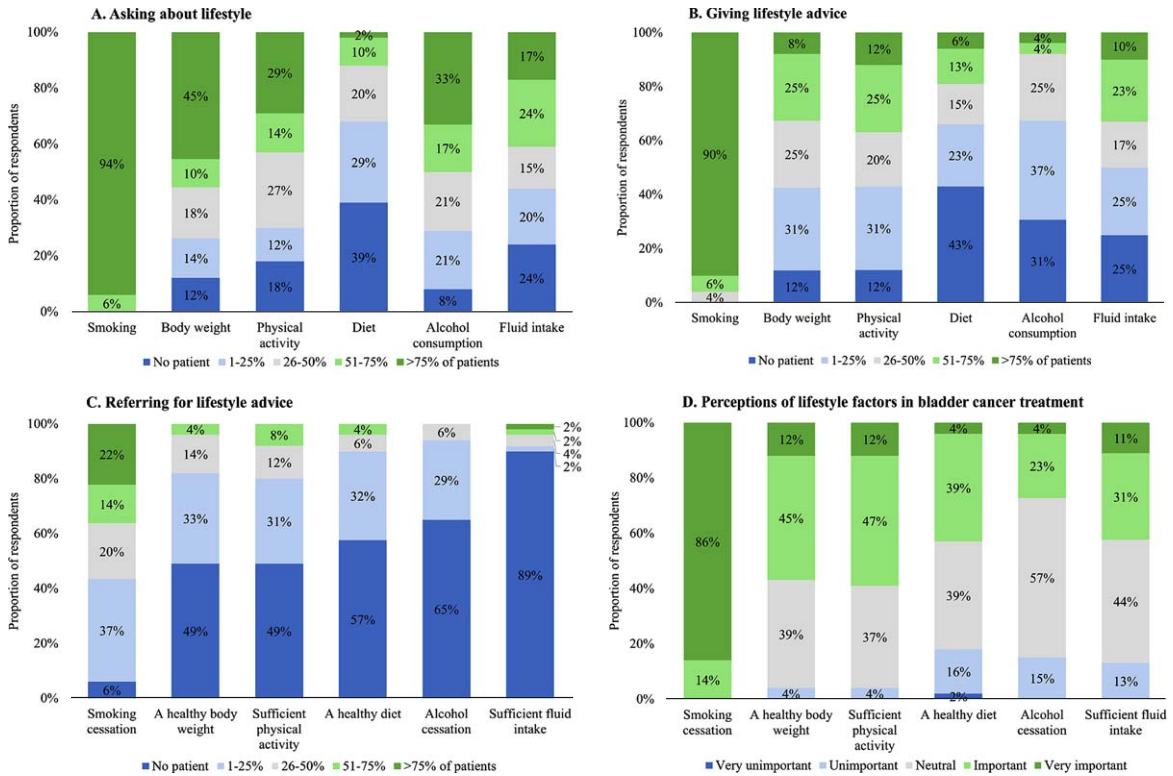 A. Asking about lifestyle
Proportion of respondents
100%
80%
60%
40%
20%
0%
6%
94%
12%
14%
18%
10%
45%
18%
12%
27%
14%
29%
39%
29%
20%
10%
2%
8%
21%
21%
17%
33%
24%
20%
15%
24%
17%
Smoking
Body weight
Physical
activity
Diet
Alcohol
consumption
Fluid intake
No patient 1-25% 26-50% 51-75% >75% of patients
B. Giving lifestyle advice
Proportion of respondents
100%
80%
60%
40%
20%
0%
4%
6%
90%
12%
31%
25%
25%
8%
12%
31%
20%
25%
12%
43%
23%
15%
13%
6%
31%
37%
25%
4%
4%
25%
25%
17%
23%
10%
Smoking
Body weight
Physical
activity
Diet
Alcohol
consumption
Fluid intake
No patient 1-25% 26-50% 51-75% >75% of patients
C. Referring for lifestyle advice
Proportion of respondents
100%
80%
60%
40%
20%
0%
6%
37%
20%
14%
22%
49%
33%
14%
4%
49%
31%
12%
8%
57%
32%
6%
4%
65%
29%
6%
89%
2%
2%
4%
2%
Smoking
cessation
A healthy body
weight
Sufficient
physical
activity
A healthy diet
Alcohol
cessation
Sufficient fluid
intake
No patient 1-25% 26-50% 51-75% >75% of patients
D. Perceptions of lifestyle factors in bladder cancer treatment
Proportion of respondents
100%
80%
60%
40%
20%
0%
14%
86%
4%
39%
45%
12%
4%
37%
47%
12%
2%
16%
39%
39%
4%
15%
57%
23%
4%
13%
44%
31%
11%
Smoking
cessation
A healthy body
weight
Sufficient
physical
activity
A healthy diet
Alcohol
cessation
Sufficient fluid
intake
Very unimportant Unimportant Neutral Important Very important